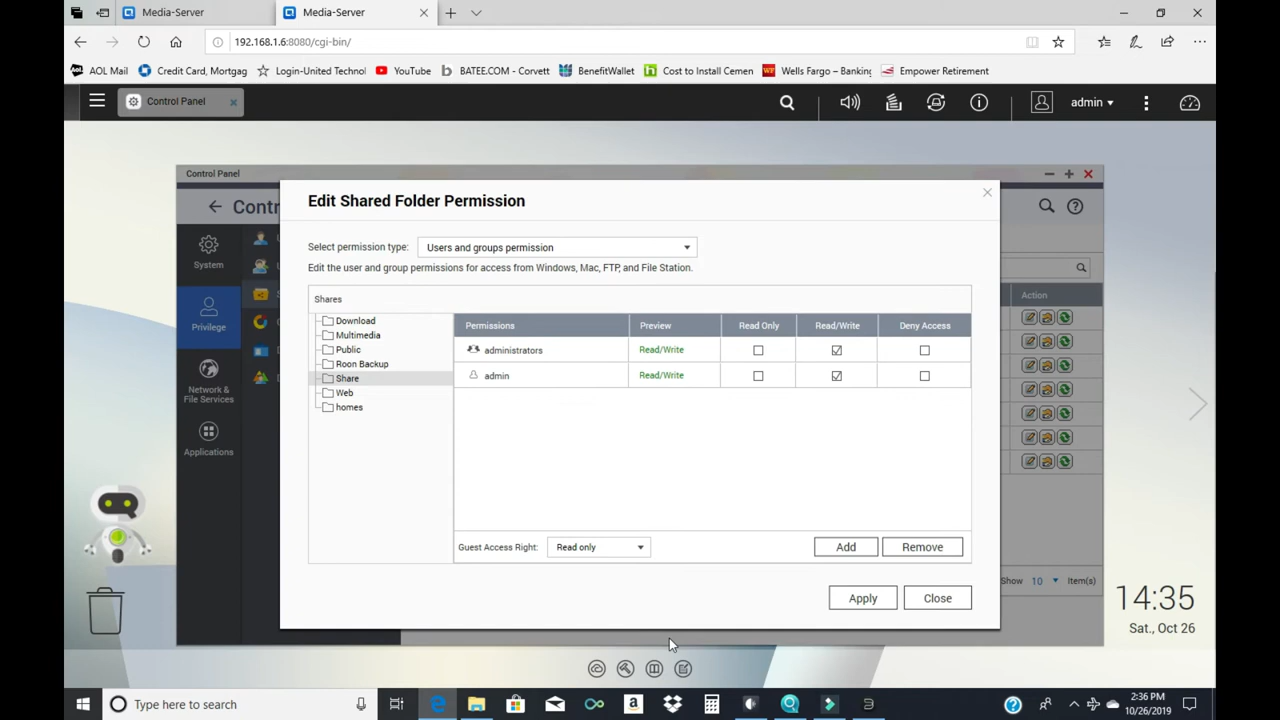 Media-Server
Media-Server
192.168.1.6:8080/cgi-bin/
AOL Mail
Credit Card, Mortgag
Login-United Technol
YouTube
BATEE.COM - Corvett
BenefitWallet
Cost to Install Cemen
Wells Fargo – Banking
Empower Retirement
Control Panel
admin
Control Panel
Contr
System
Privilege
Network &
File Services
Applications
Edit Shared Folder Permission
Select permission type:
Users and groups permission
Edit the user and group permissions for access from Windows, Mac, FTP, and File Station.
Shares
Download
Multimedia
Public
Roon Backup
Share
Web
homes
Permissions
Preview
Read Only
Read/Write
Deny Access
administrators
Read/Write
admin
Read/Write
Guest Access Right:
Read only
Add
Remove
Apply
Close
Action
Show 10 Item(s)
14:35
Sat., Oct 26
Type here to search
2:36 PM
10/26/2019